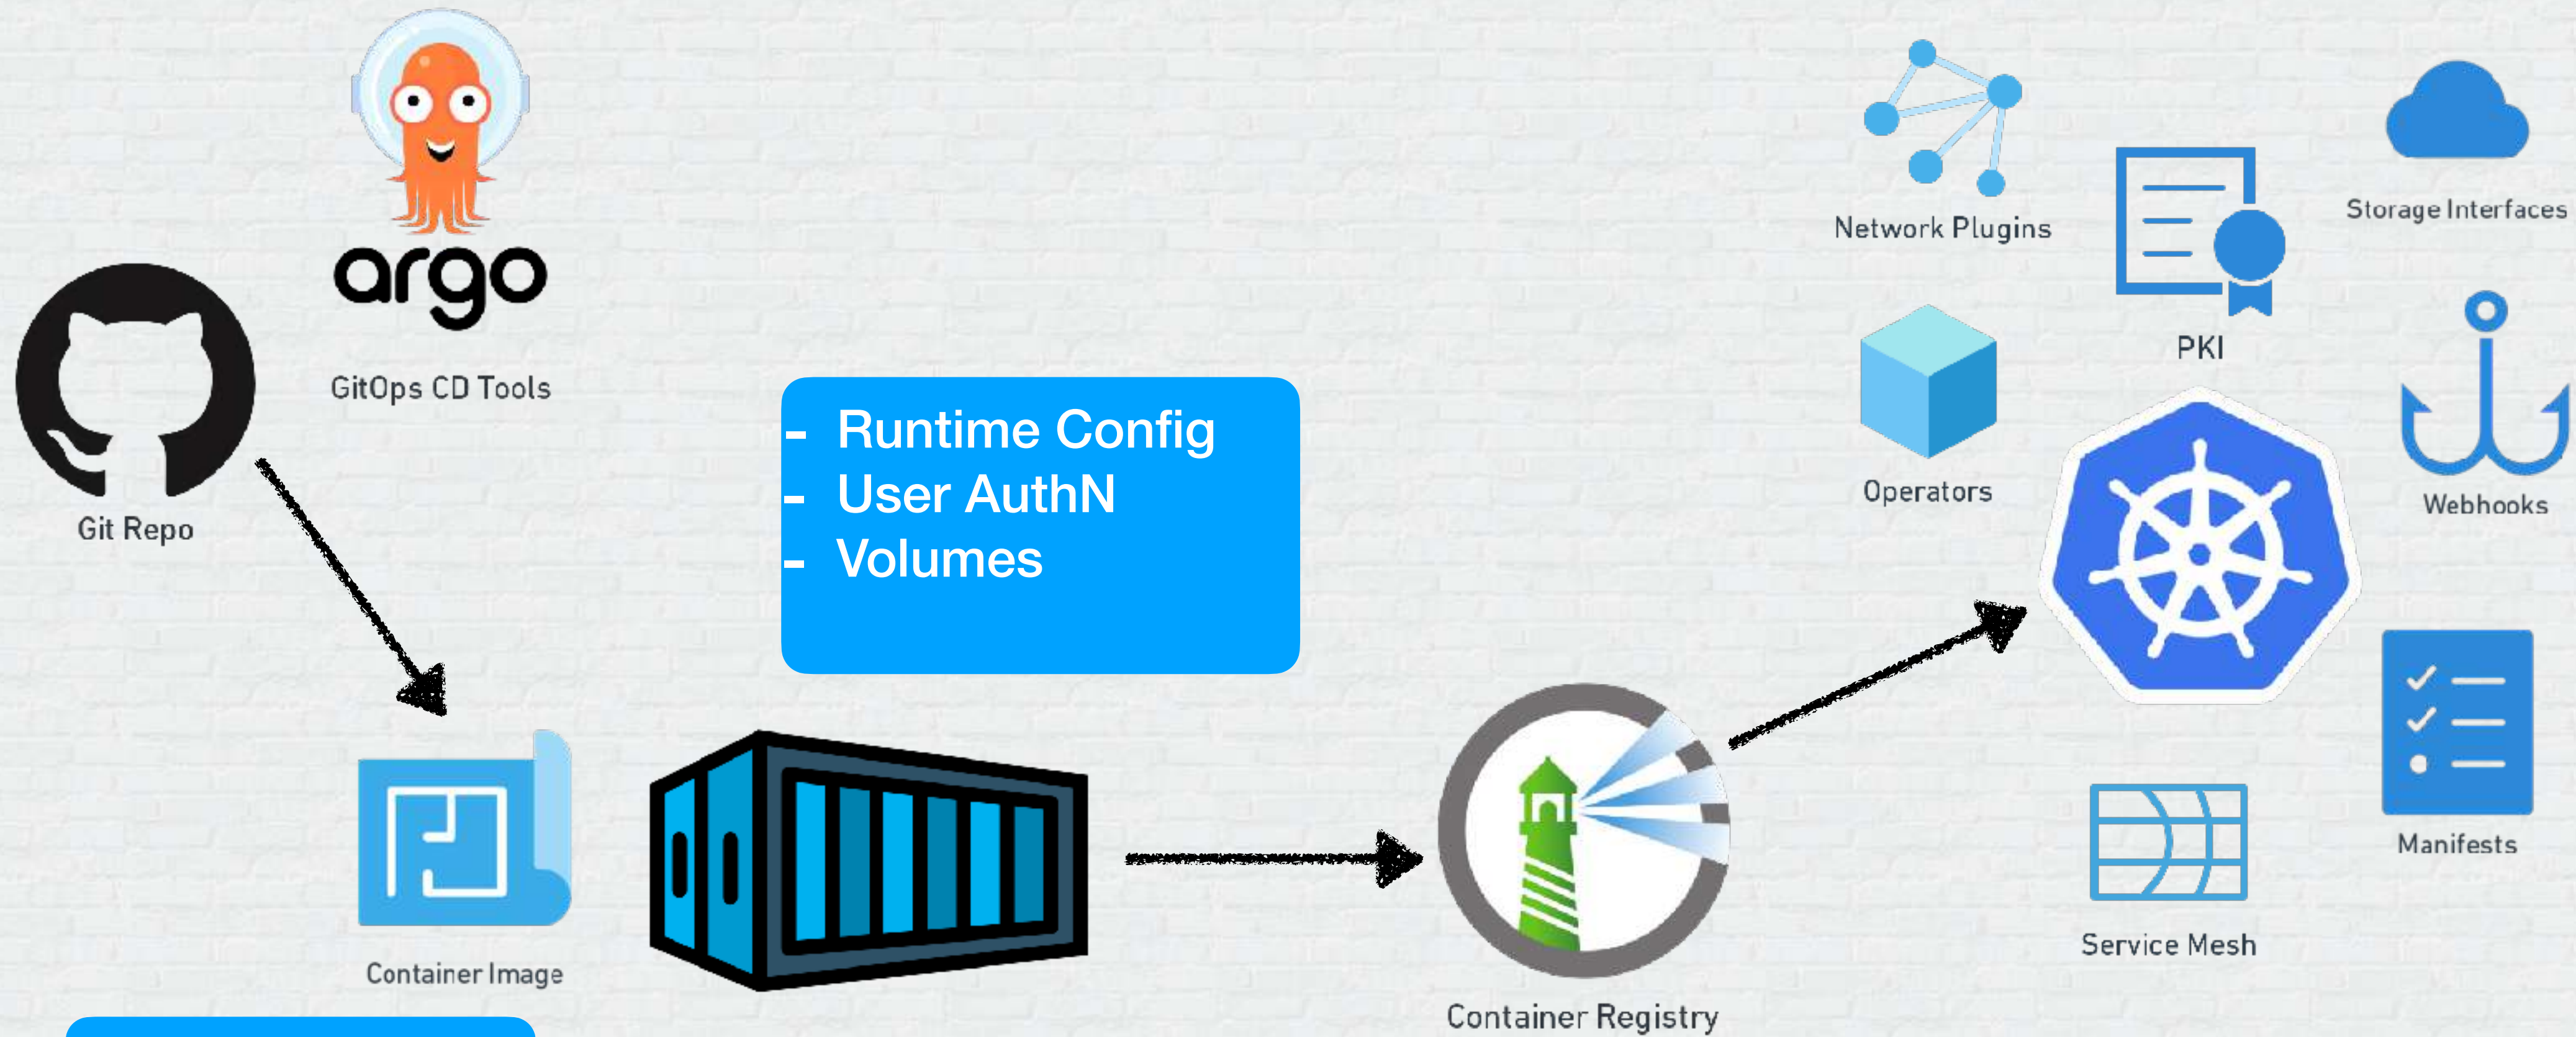 argo
GitOps CD Tools
Git Repo
- Runtime Config
- User AuthN
- Volumes
Container Image
Container Registry
Network Plugins
Storage Interfaces
PKI
Operators
Webhooks
Manifests
Service Mesh